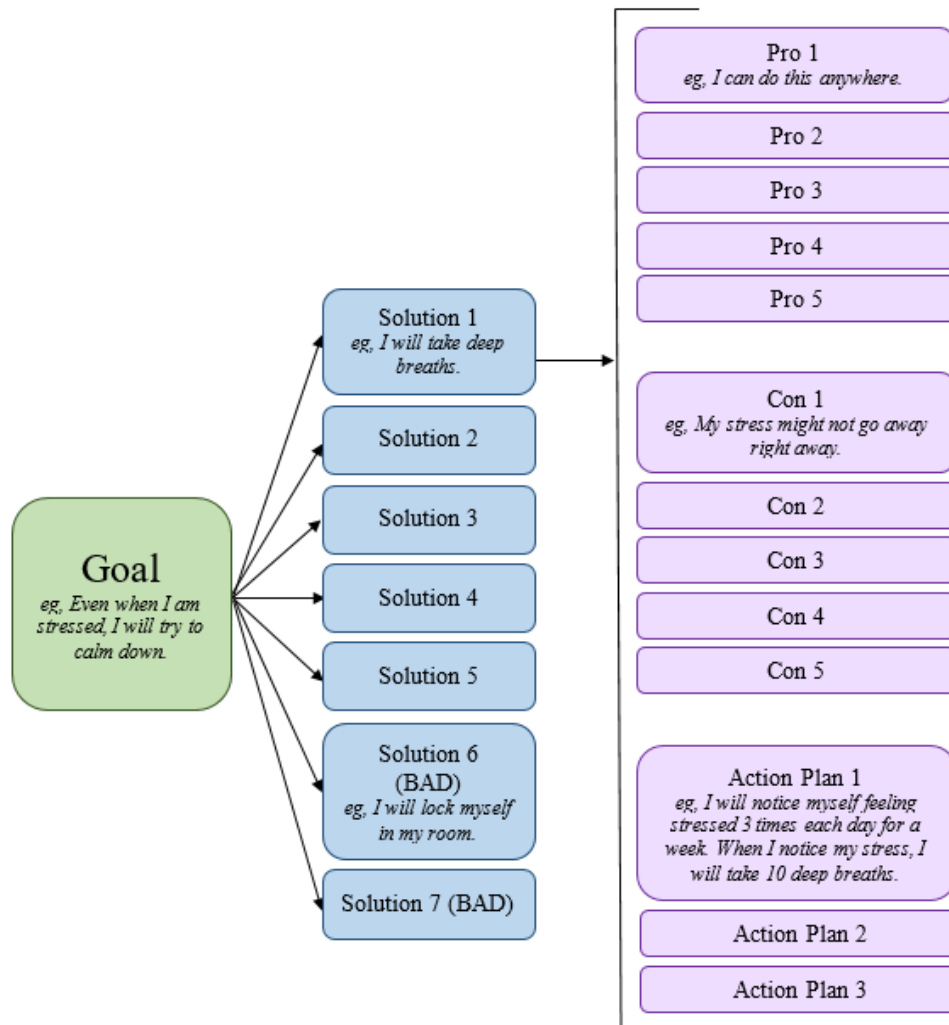 Goal
eg, Even when I am
stressed, I will try to
calm down.
Solution 1
eg, I will take deep
breaths.
Solution 2
Solution 3
Solution 4
Solution 5
Solution 6
(BAD)
eg, I will lock myself
in my room.
Solution 7 (BAD)
Pro 1
eg, I can do this anywhere.
Pro 2
Pro 3
Pro 4
Pro 5
Con 1
eg, My stress might not go away
right away.
Con 2
Con 3
Con 4
Con 5
Action Plan 1
eg, I will notice myself feeling
stressed 3 times each day for a
week. When I notice my stress, I
will take 10 deep breaths.
Action Plan 2
Action Plan 3